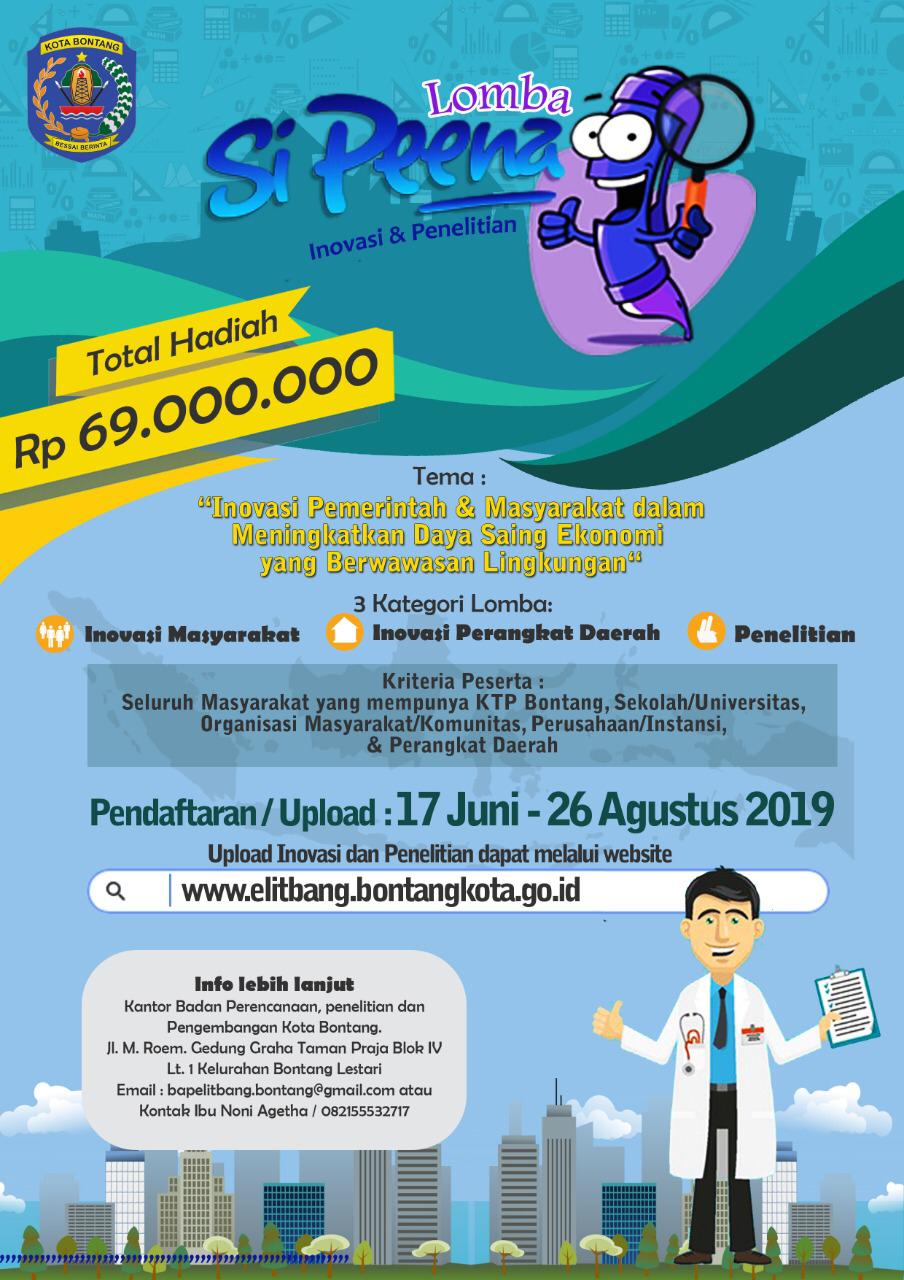 KOTA BONTANG
BESSAI BERINTA
Lomba
Si Peena
Inovasi & Penelitian
Total Hadiah
Rp 69.000.000
Tema :
“Inovasi Pemerintah & Masyarakat dalam
Meningkatkan Daya Saing Ekonomi
yang Berwawasan Lingkungan“
3 Kategori Lomba:
Inovasi Masyarakat
Inovasi Perangkat Daerah
Penelitian
Kriteria Peserta :
Seluruh Masyarakat yang mempunya KTP Bontang, Sekolah/Universitas,
Organisasi Masyarakat/Komunitas, Perusahaan/Instansi,
& Perangkat Daerah
Pendaftaran / Upload : 17 Juni - 26 Agustus 2019
Upload Inovasi dan Penelitian dapat melalui website
www.elitbang.bontangkota.go.id
Info lebih lanjut
Kantor Badan Perencanaan, penelitian dan
Pengembangan Kota Bontang.
Jl. M. Roem. Gedung Graha Taman Praja Blok IV
Lt. 1 Kelurahan Bontang Lestari
Email : bapelitbang.bontang@gmail.com atau
Kontak Ibu Noni Agetha / 082155532717